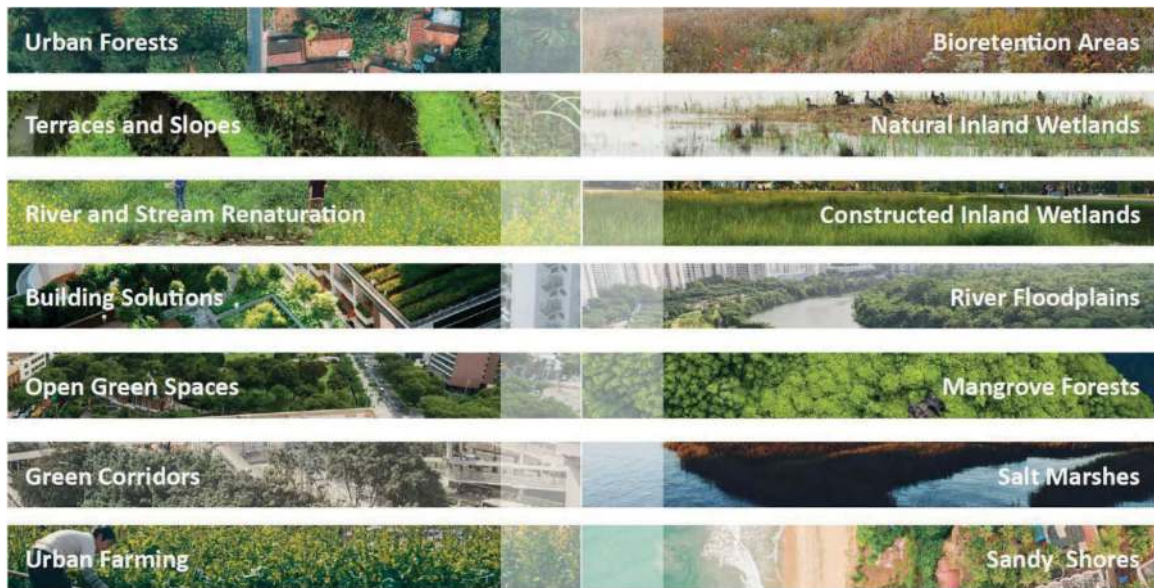 Urban Forests
Bioretention Areas
Terraces and Slopes
Natural Inland Wetlands
River and Stream Renaturation
Constructed Inland Wetlands
Building Solutions
River Floodplains
Open Green Spaces
Mangrove Forests
Green Corridors
Salt Marshes
Urban Farming
Sandy Shores